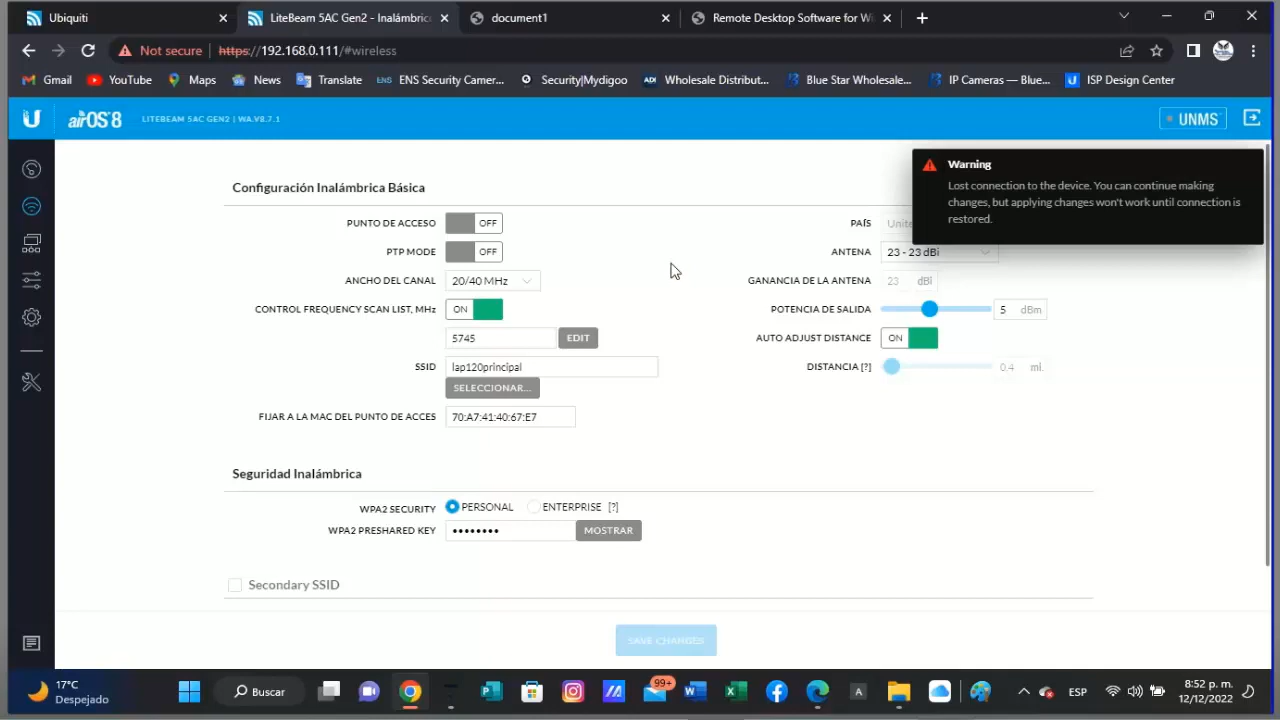 Ubiquiti
LiteBeam 5AC Gen2 - Inalámbric
document1
Remote Desktop Software for Wi
Not secure
https://192.168.0.111/#wireless
Gmail
YouTube
Maps
News
Translate
ENS Security Camer...
Security|Mydigoo
Wholesale Distribut...
Blue Star Wholesale...
IP Cameras — Blue...
ISP Design Center
airOS 8
LITEBEAM 5AC GEN2 | WA.V8.7.1
UNMS
Warning
Lost connection to the device. You can continue making
changes, but applying changes won't work until connection is
restored.
Configuración Inalámbrica Básica
PUNTO DE ACCESO OFF
PAÍS Unite
PTP MODE OFF
ANTENA 23 - 23 dBi
ANCHO DEL CANAL 20/40 MHz
GANANCIA DE LA ANTENA 23 dBi
CONTROL FREQUENCY SCAN LIST, MHz ON
POTENCIA DE SALIDA 5 dBm
5745 EDIT
AUTO ADJUST DISTANCE ON
SSID lap120principal
DISTANCIA [?] 0.4 mi.
SELECCIONAR...
FIJAR A LA MAC DEL PUNTO DE ACCES 70:A7:41:40:67:E7
Seguridad Inalámbrica
WPA2 SECURITY PERSONAL ENTERPRISE [?]
WPA2 PRESHARED KEY •••••••• MOSTRAR
Secondary SSID
SAVE CHANGES
17°C
Despejado
Buscar
99+
ESP
8:52 p. m.
12/12/2022